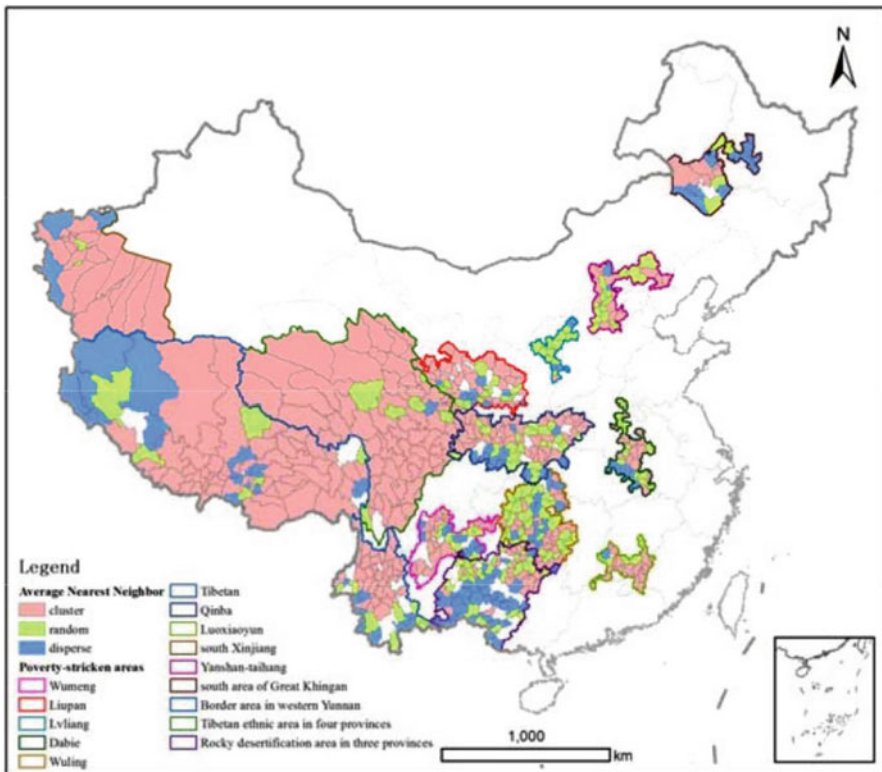 N
Legend
Average Nearest Neighbor
cluster
random
disperse
Poverty-stricken areas
Wumeng
Liupan
Lvliang
Dabie
Wuling
Tibetan
Qinba
Luoxiaoyun
south Xinjiang
Yanshan-taihang
south area of Great Khingan
Border area in western Yunnan
Tibetan ethnic area in four provinces
Rocky desertification area in three provinces
1,000
km